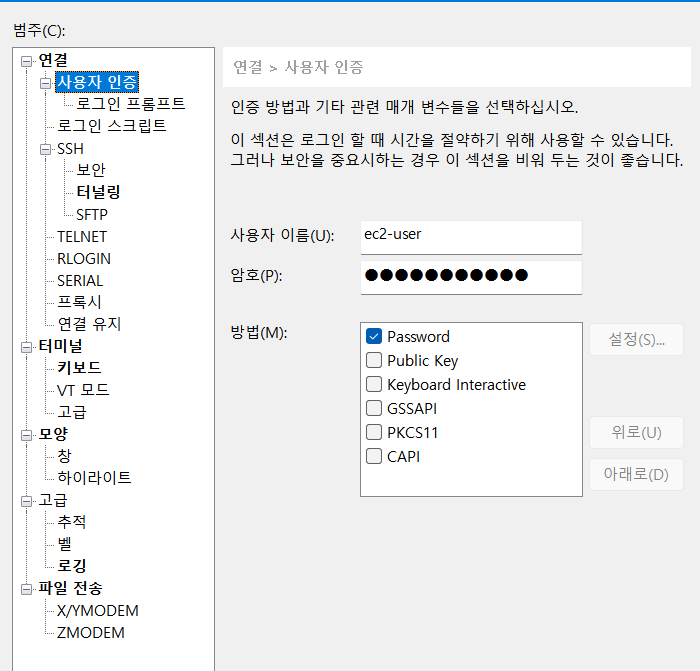 범주(C):
연결
사용자 인증
로그인 프롬프트
로그인 스크립트
SSH
보안
터널링
SFTP
TELNET
RLOGIN
SERIAL
프록시
연결 유지
터미널
키보드
VT 모드
고급
모양
창
하이라이트
고급
추적
벨
로깅
파일 전송
X/YMODEM
ZMODEM
연결 > 사용자 인증
인증 방법과 기타 관련 매개 변수들을 선택하십시오.
이 섹션은 로그인 할 때 시간을 절약하기 위해 사용할 수 있습니다.
그러나 보안을 중요시하는 경우 이 섹션을 비워 두는 것이 좋습니다.
사용자 이름(U):
ec2-user
암호(P):
●●●●●●●●●●●
방법(M):
Password
Public Key
Keyboard Interactive
GSSAPI
PKCS11
CAPI
설정(S)...
위로(U)
아래로(D)